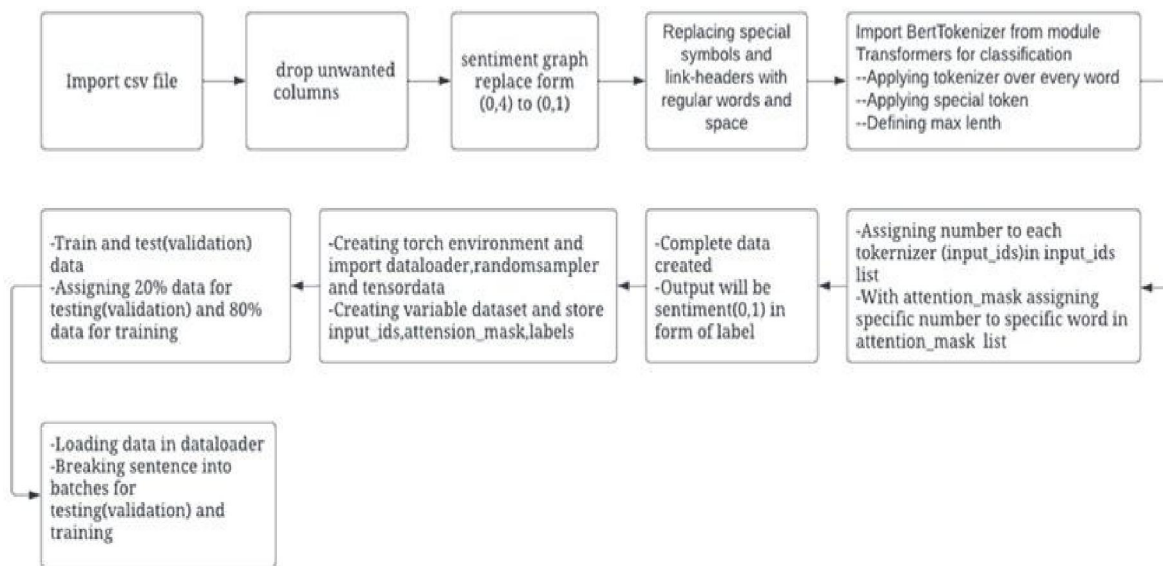 Import csv file
drop unwanted
columns
sentiment graph
replace form
(0,4) to (0,1)
Replacing special
symbols and
link-headers with
regular words and
space
Import BertTokenizer from module
Transformers for classification
--Applying tokenizer over every word
--Applying special token
--Defining max lenth
-Assigning number to each
tokernizer (input_ids)in input_ids
list
-With attention_mask assigning
specific number to specific word in
attention_mask list
-Complete data
created
-Output will be
sentiment(0,1) in
form of label
-Creating torch environment and
import dataloader,randomsampler
and tensordata
-Creating variable dataset and store
input_ids,attension_mask,labels
-Train and test(validation)
data
-Assigning 20% data for
testing(validation) and 80%
data for training
-Loading data in dataloader
-Breaking sentence into
batches for
testing(validation) and
training